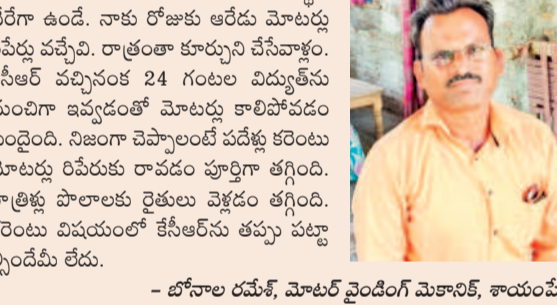 వేరేగా ఉండే. నాకు రోజుకు ఆరేడు మోటర్లు
రిపేర్లు వచ్చేవి. రాత్రంతా కూర్చుని చేసేవాళ్లం.
కేసీఆర్ వచ్చినంక 24 గంటల విద్యుత్‌ను
మంచిగా ఇవ్వడంతో మోటర్లు కాలిపోవడం
బందైంది. నిజంగా చెప్పాలంటే పదేళ్లు కరెంటు
మోటర్లు రిపేరుకు రావడం పూర్తిగా తగ్గింది.
రాత్రిళ్లు పొలాలకు రైతులు వెళ్లడం తగ్గింది.
కరెంటు విషయంలో కేసీఆర్‌ను తప్పు పట్టా
ల్సిందేమీ లేదు.
– బోనాల రమేశ్, మోటర్ వైండింగ్ మెకానిక్, శాయంపేట